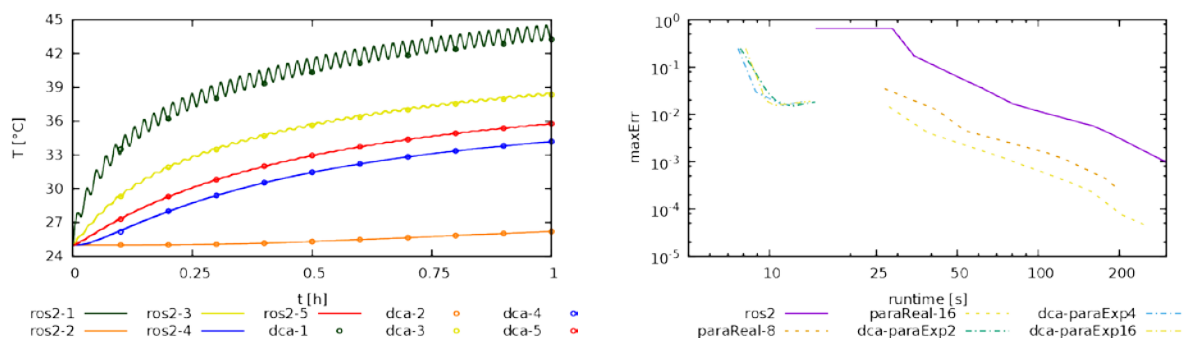 45
42
39
36
33
30
27
24
T [°C]
0 0.25 0.5 0.75 1
t [h]
ros2-1 ros2-3 ros2-5 dca-2 dca-4
ros2-2 ros2-4 dca-1 dca-3 dca-5
10^0
10^-1
10^-2
10^-3
10^-4
10^-5
maxErr
10 25 50 100 200
runtime [s]
ros2 paraReal-16 dca-paraExp4
paraReal-8 dca-paraExp2 dca-paraExp16